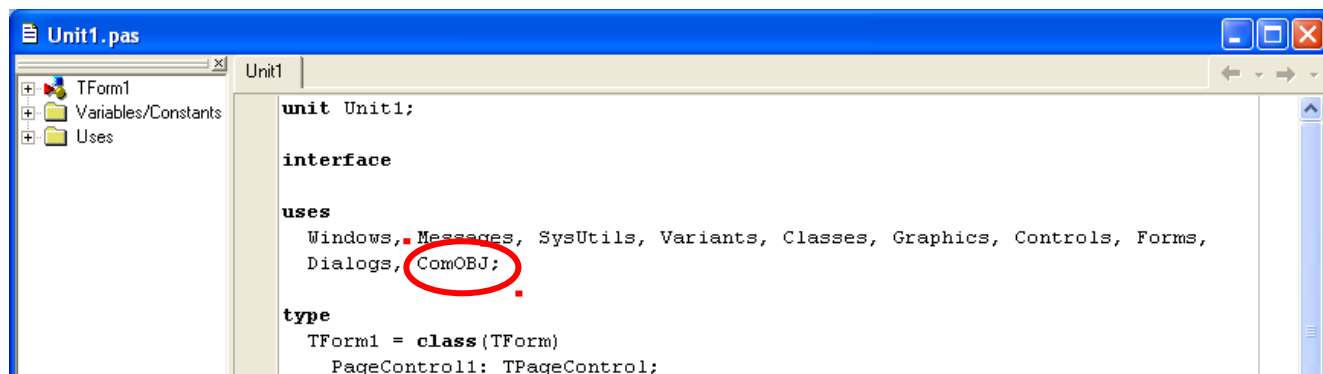 Unit1.pas
TForm1
Variables/Constants
Uses
Unit1
unit Unit1;
interface
uses
Windows, Messages, SysUtils, Variants, Classes, Graphics, Controls, Forms,
Dialogs, ComOBJ;
type
TForm1 = class(TForm)
PageControl1: TPageControl;